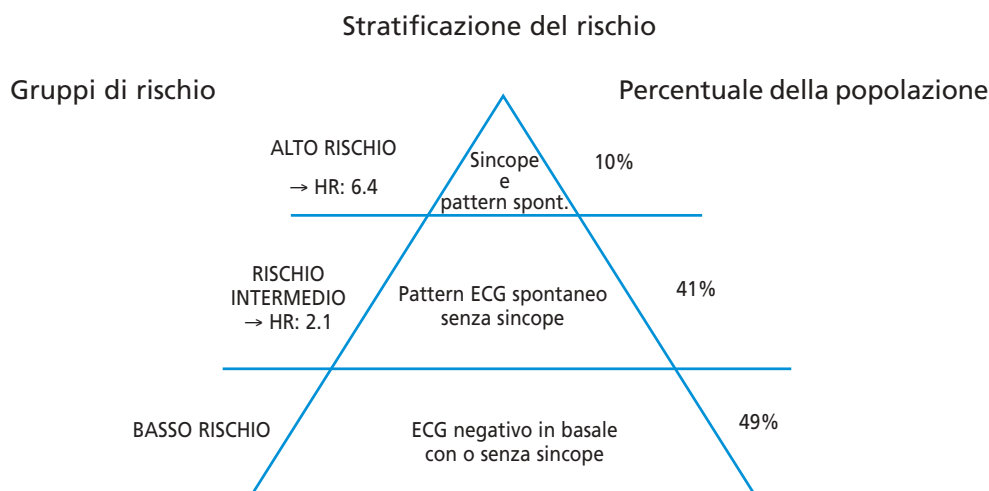 Stratificazione del rischio
Gruppi di rischio
Percentuale della popolazione
ALTO RISCHIO
→ HR: 6.4
Sincope
e
pattern spont.
10%
RISCHIO
INTERMEDIO
→ HR: 2.1
Pattern ECG spontaneo
senza sincope
41%
BASSO RISCHIO
ECG negativo in basale
con o senza sincope
49%